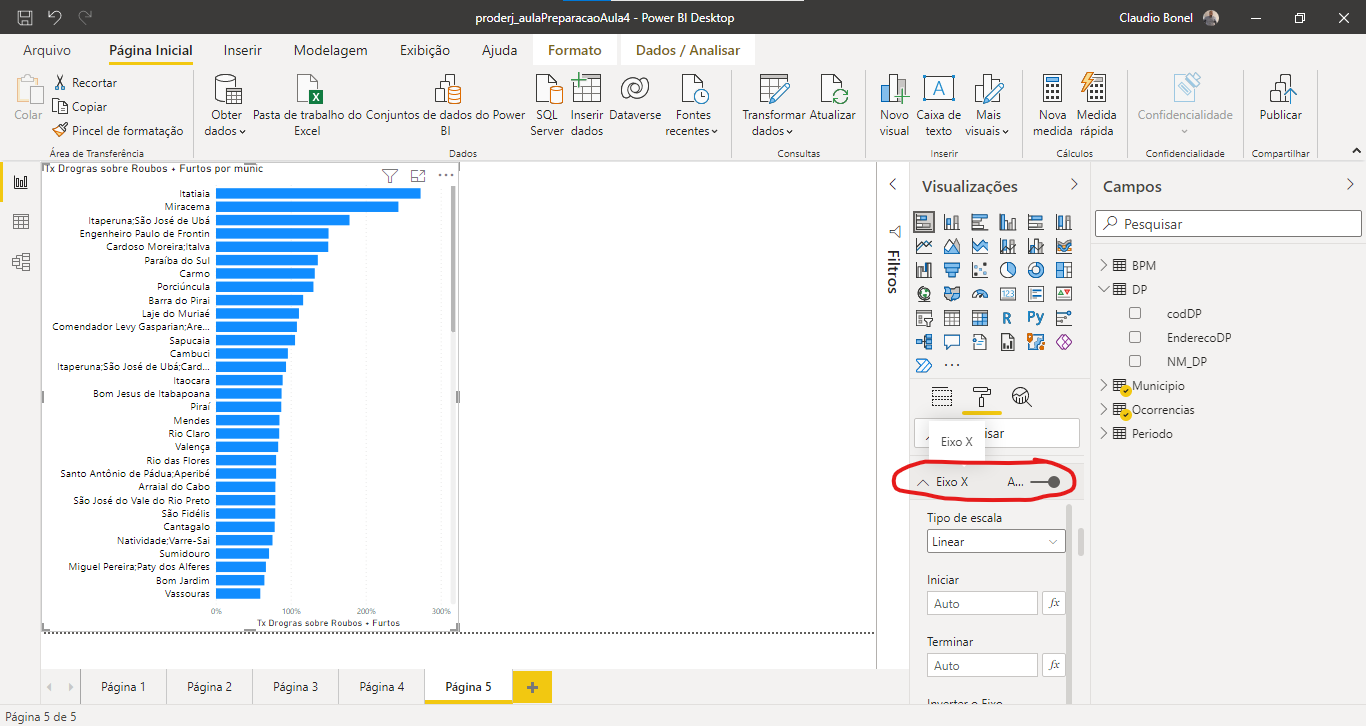 proderj_aulaPreparacaoAula4 - Power BI Desktop
Claudio Bonel
Arquivo
Página Inicial
Inserir
Modelagem
Exibição
Ajuda
Formato
Dados / Analisar
Colar
Recortar
Copiar
Pincel de formatação
Área de Transferência
Obter
dados
Pasta de trabalho do
Excel
Conjuntos de dados do Power
BI
SQL
Server
Inserir
dados
Dataverse
Fontes
recentes
Dados
Transformar
dados
Atualizar
Consultas
Novo
visual
Caixa de
texto
Mais
visuais
Inserir
Nova
medida
Medida
rápida
Cálculos
Confidencialidade
Confidencialidade
Publicar
Compartilhar
Tx Drogras sobre Roubos + Furtos por munic
Itatiaia
Miracema
Itaperuna;São José de Ubá
Engenheiro Paulo de Frontin
Cardoso Moreira;Italva
Paraíba do Sul
Carmo
Porciúncula
Barra do Pirai
Laje do Muriaé
Comendador Levy Gasparian;Are...
Sapucaia
Cambuci
Itaperuna;São José de Ubá;Card...
Itaocara
Bom Jesus de Itabapoana
Piraí
Mendes
Rio Claro
Valença
Rio das Flores
Santo Antônio de Pádua;Aperibé
Arraial do Cabo
São José do Vale do Rio Preto
São Fidélis
Cantagalo
Natividade;Varre-Sai
Sumidouro
Miguel Pereira;Paty dos Alferes
Bom Jardim
Vassouras
0%
100%
200%
300%
Tx Drogras sobre Roubos + Furtos
Filtros
Visualizações
123
R
Py
Eixo X
isar
Eixo X
A...
Tipo de escala
Linear
Iniciar
Auto
fx
Terminar
Auto
fx
Inverter o Eixo
Campos
Pesquisar
BPM
DP
codDP
EnderecoDP
NM_DP
Municipio
Ocorrencias
Periodo
Página 1
Página 2
Página 3
Página 4
Página 5
Página 5 de 5